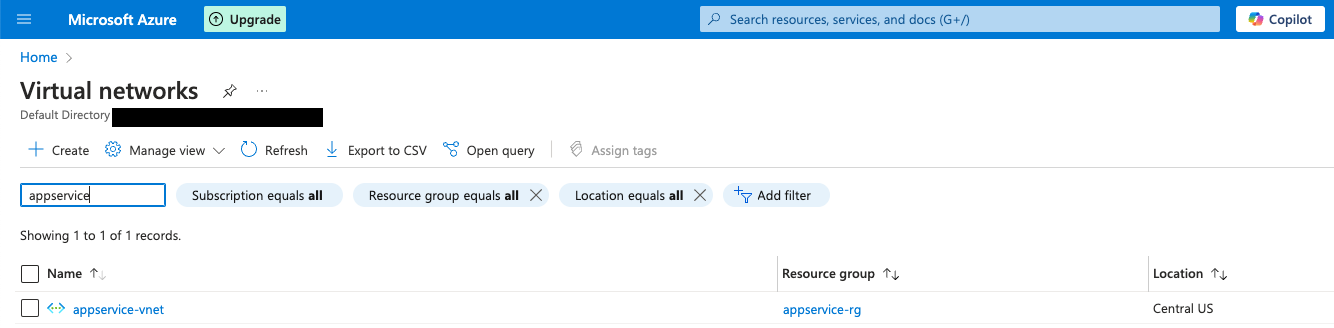 Microsoft Azure Upgrade Search resources, services, and docs (G+/) Copilot
Home
Virtual networks ...
Default Directory
Create Manage view Refresh Export to CSV Open query Assign tags
appservice Subscription equals all Resource group equals all Location equals all Add filter
Showing 1 to 1 of 1 records.
Name Resource group Location
appservice-vnet appservice-rg Central US